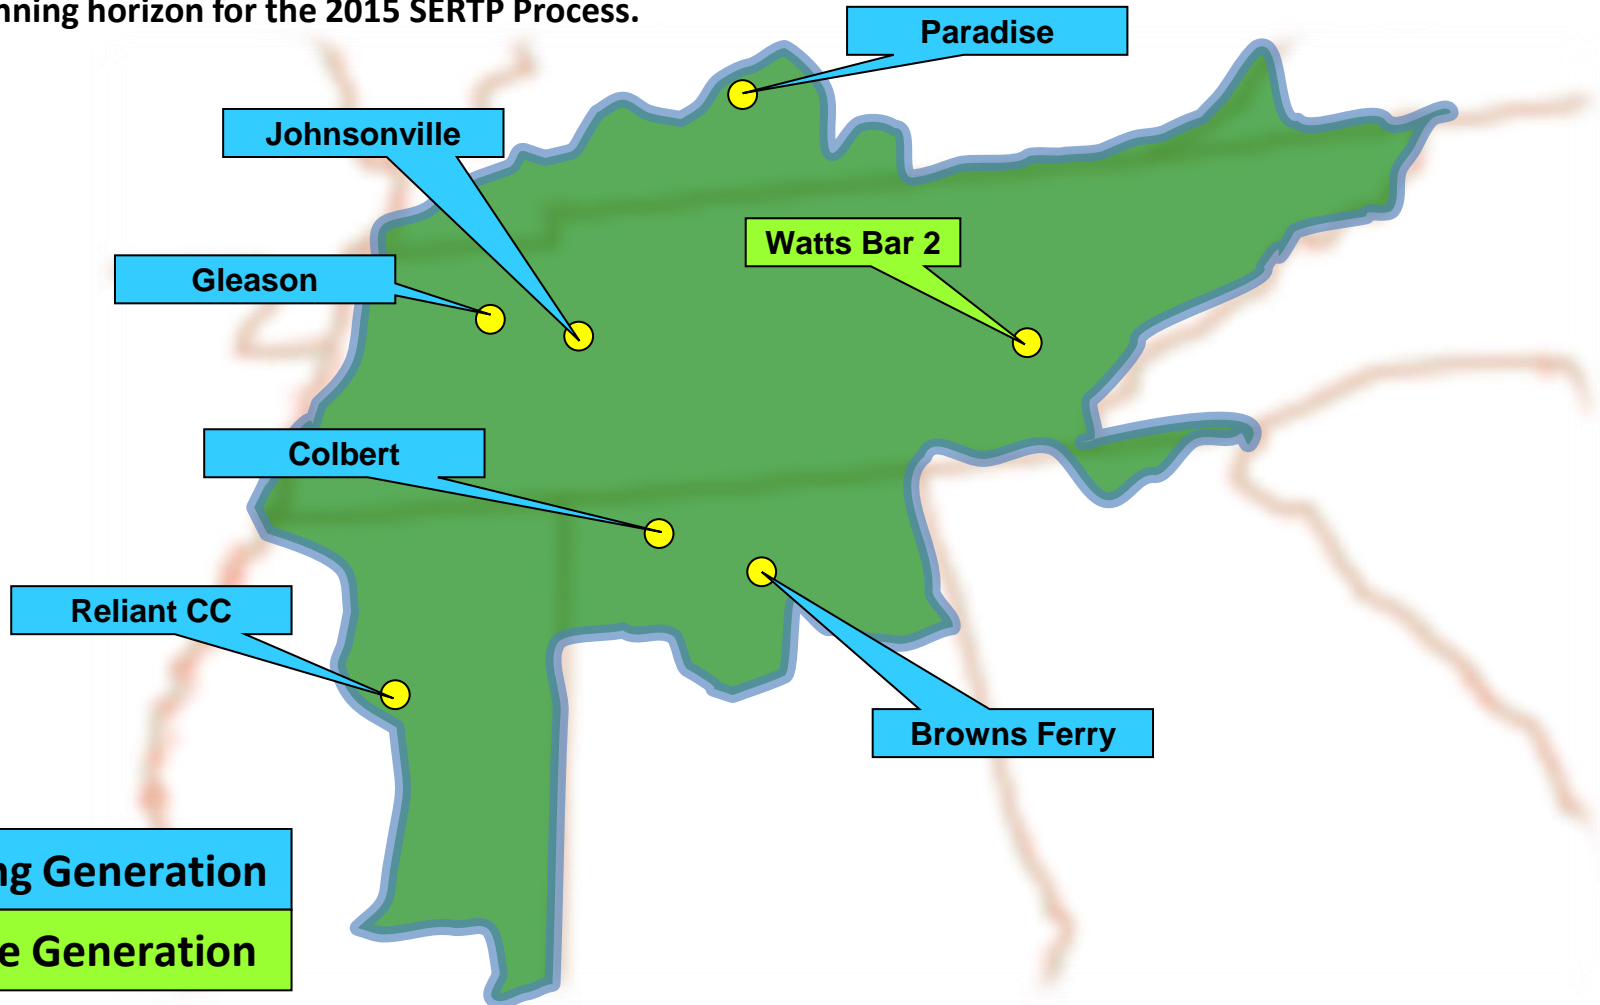 nning horizon for the 2015 SERTP Process.
Paradise
Johnsonville
Watts Bar 2
Gleason
Colbert
Reliant CC
Browns Ferry
ng Generation
e Generation